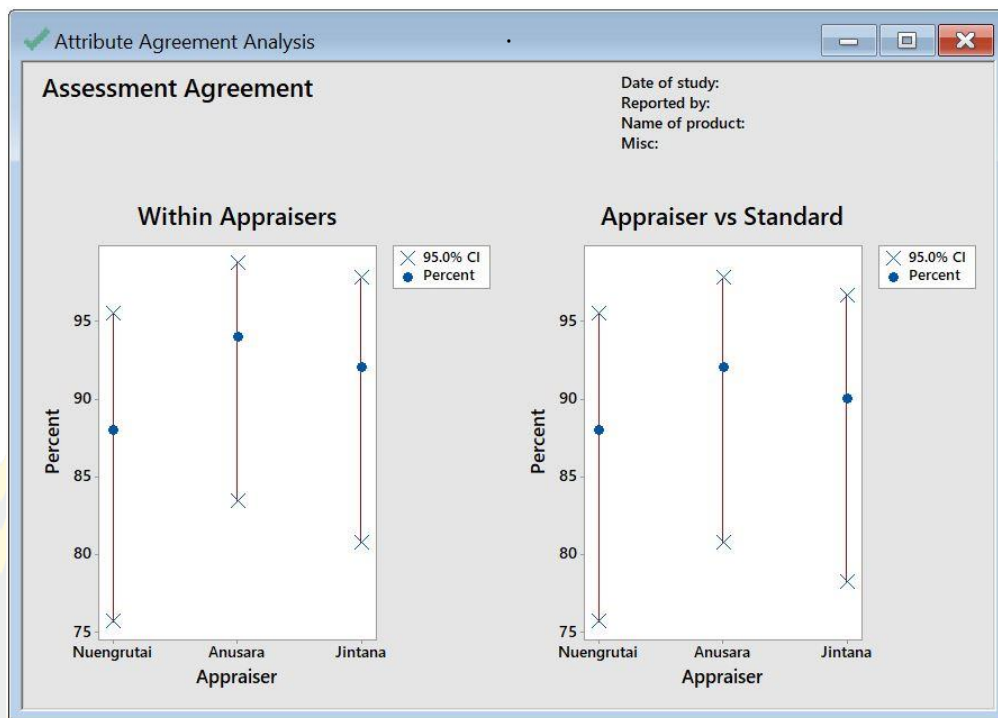 Attribute Agreement Analysis
Assessment Agreement
Date of study:
Reported by:
Name of product:
Misc:
Within Appraisers
95.0% CI
Percent
95
90
85
80
75
Percent
Nuengrutai Anusara Jintana
Appraiser
Appraiser vs Standard
95.0% CI
Percent
95
90
85
80
75
Percent
Nuengrutai Anusara Jintana
Appraiser